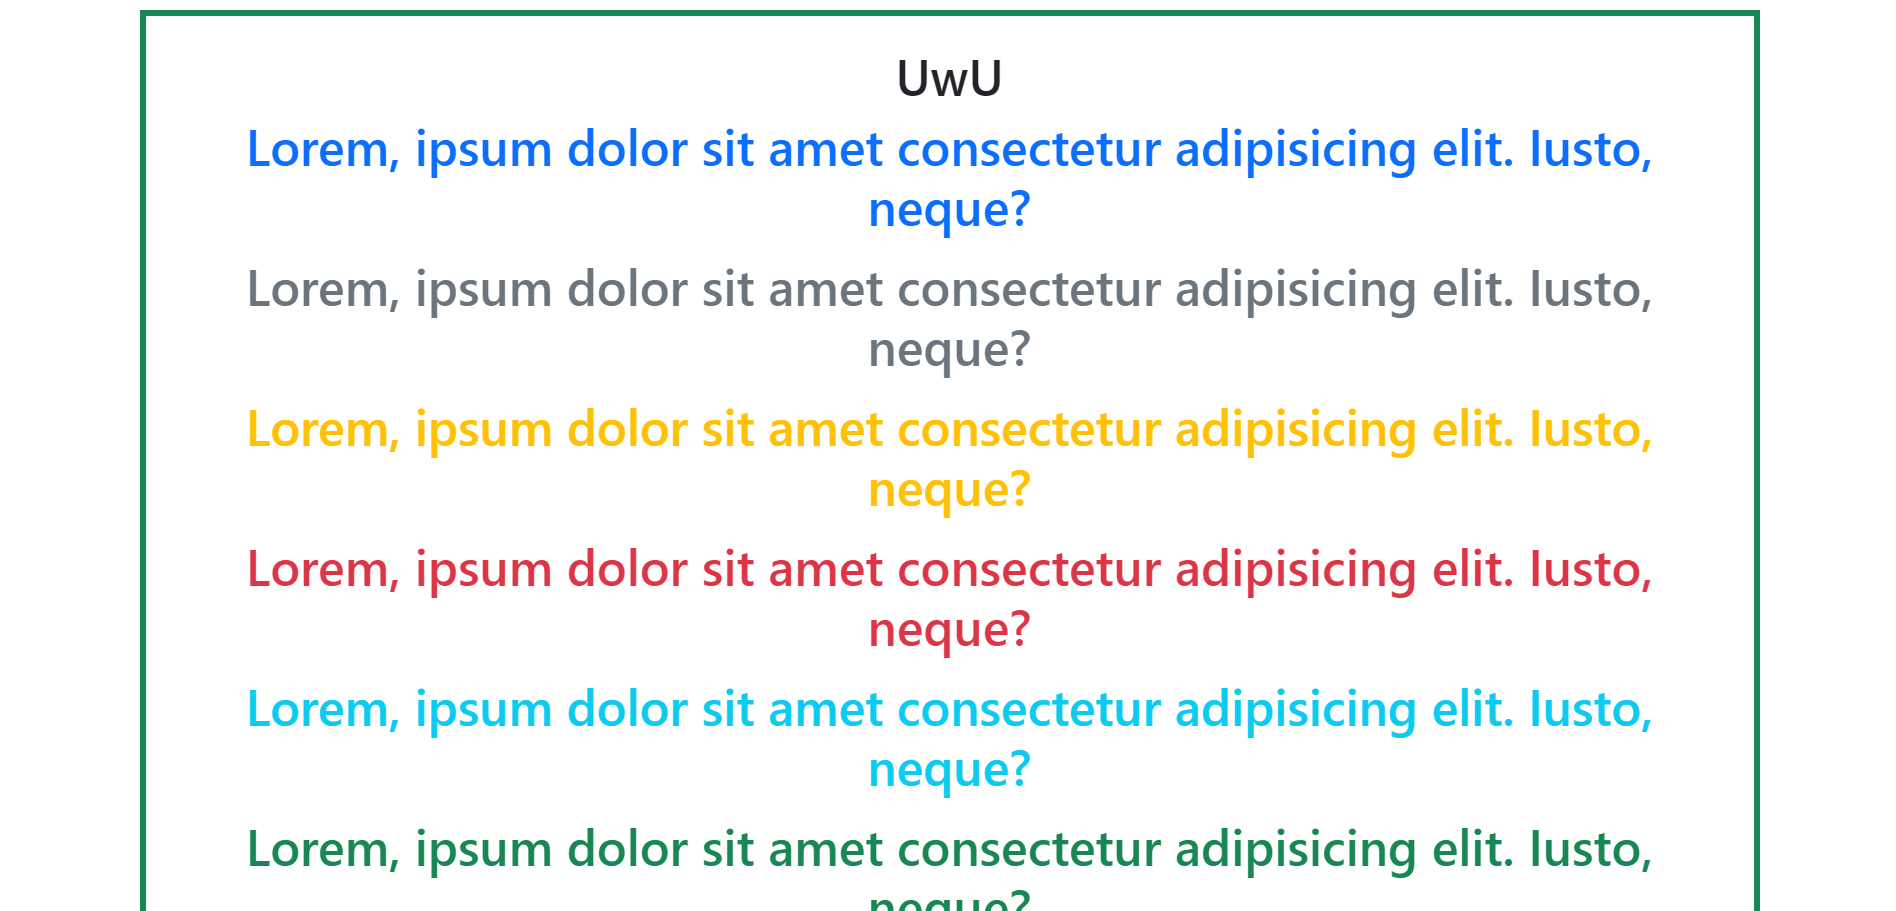 UwU
Lorem, ipsum dolor sit amet consectetur adipisicing elit. Iusto,
neque?
Lorem, ipsum dolor sit amet consectetur adipisicing elit. Iusto,
neque?
Lorem, ipsum dolor sit amet consectetur adipisicing elit. Iusto,
neque?
Lorem, ipsum dolor sit amet consectetur adipisicing elit. Iusto,
neque?
Lorem, ipsum dolor sit amet consectetur adipisicing elit. Iusto,
neque?
Lorem, ipsum dolor sit amet consectetur adipisicing elit. Iusto,
neque?